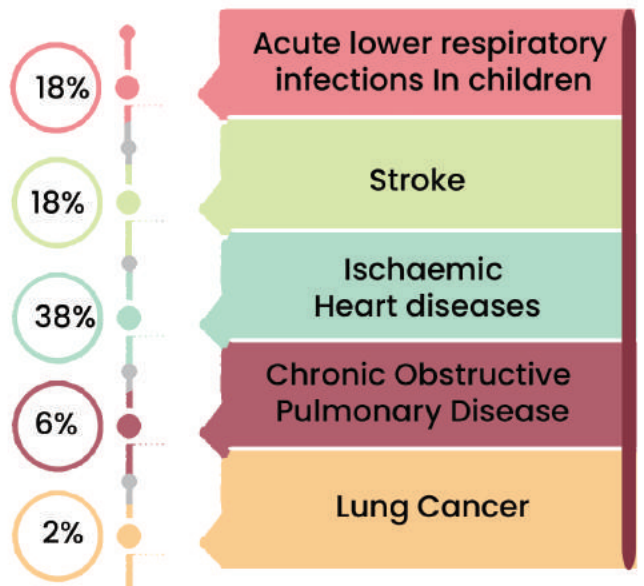 18%
Acute lower respiratory
infections In children
18%
Stroke
38%
Ischaemic
Heart diseases
6%
Chronic Obstructive
Pulmonary Disease
2%
Lung Cancer